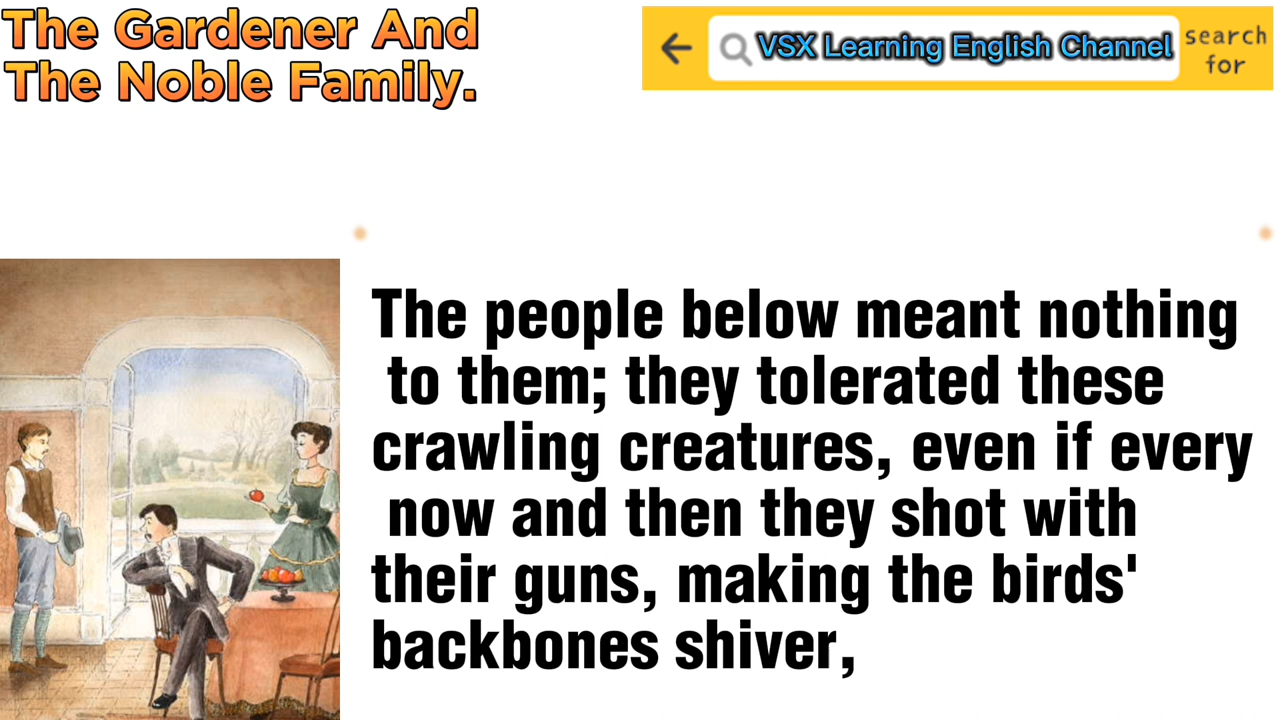 The Gardener And
The Noble Family.
VSX Learning English Channel
search
for
The people below meant nothing
to them; they tolerated these
crawling creatures, even if every
now and then they shot with
their guns, making the birds'
backbones shiver,